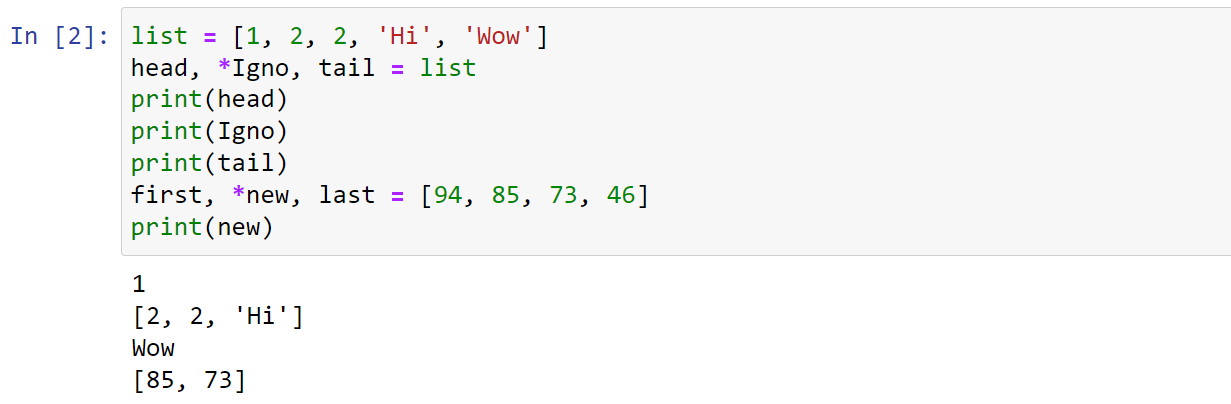 In [2]: list = [1, 2, 2, 'Hi', 'Wow']
head, *Igno, tail = list
print(head)
print(Igno)
print(tail)
first, *new, last = [94, 85, 73, 46]
print(new)
1
[2, 2, 'Hi']
Wow
[85, 73]